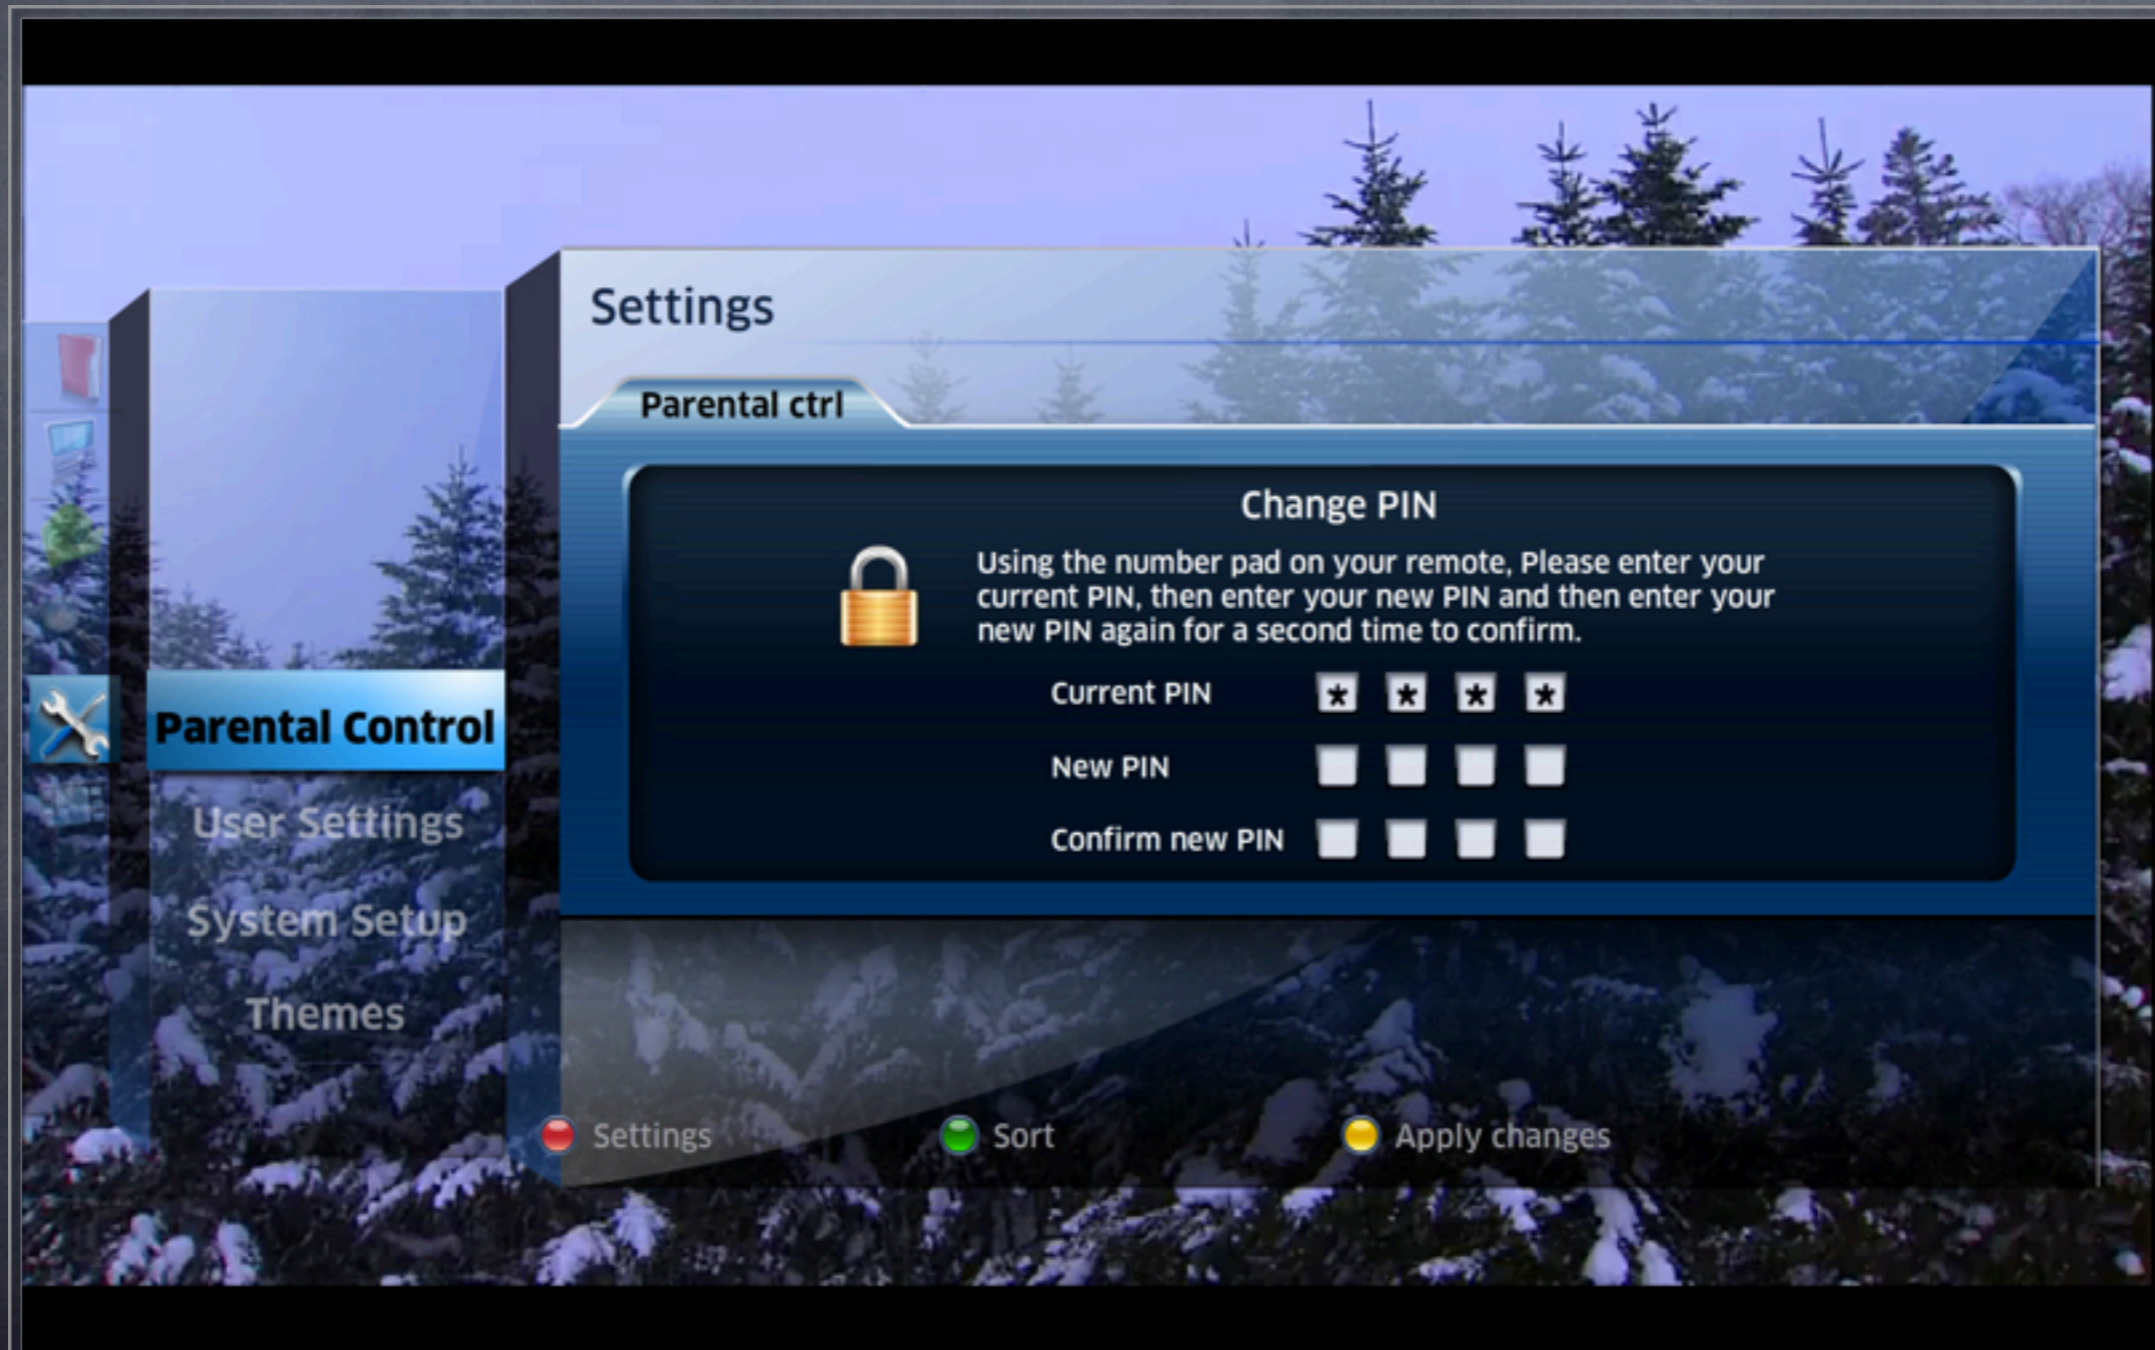 Settings
Parental ctrl
Change PIN
Using the number pad on your remote, Please enter your
current PIN, then enter your new PIN and then enter your
new PIN again for a second time to confirm.
Current PIN * * * *
New PIN
Confirm new PIN
Parental Control
User Settings
System Setup
Themes
Settings
Sort
Apply changes